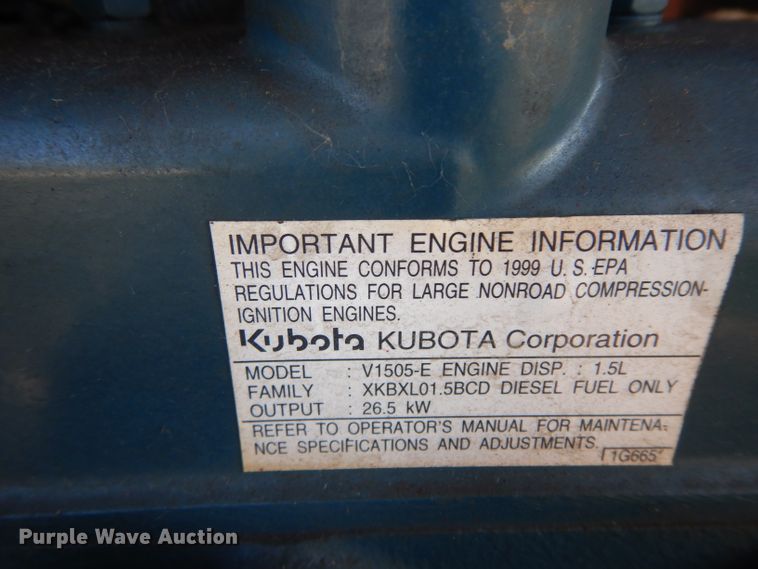 IMPORTANT ENGINE INFORMATION
THIS ENGINE CONFORMS TO 1999 U.S. EPA
REGULATIONS FOR LARGE NONROAD COMPRESSION-
IGNITION ENGINES.
Kubota KUBOTA Corporation
MODEL : V1505-E ENGINE DISP. : 1.5L
FAMILY : XKBXL01.5BCD DIESEL FUEL ONLY
OUTPUT : 26.5 kW
REFER TO OPERATOR'S MANUAL FOR MAINTENA-
NCE SPECIFICATIONS AND ADJUSTMENTS.
1G665
Purple Wave Auction